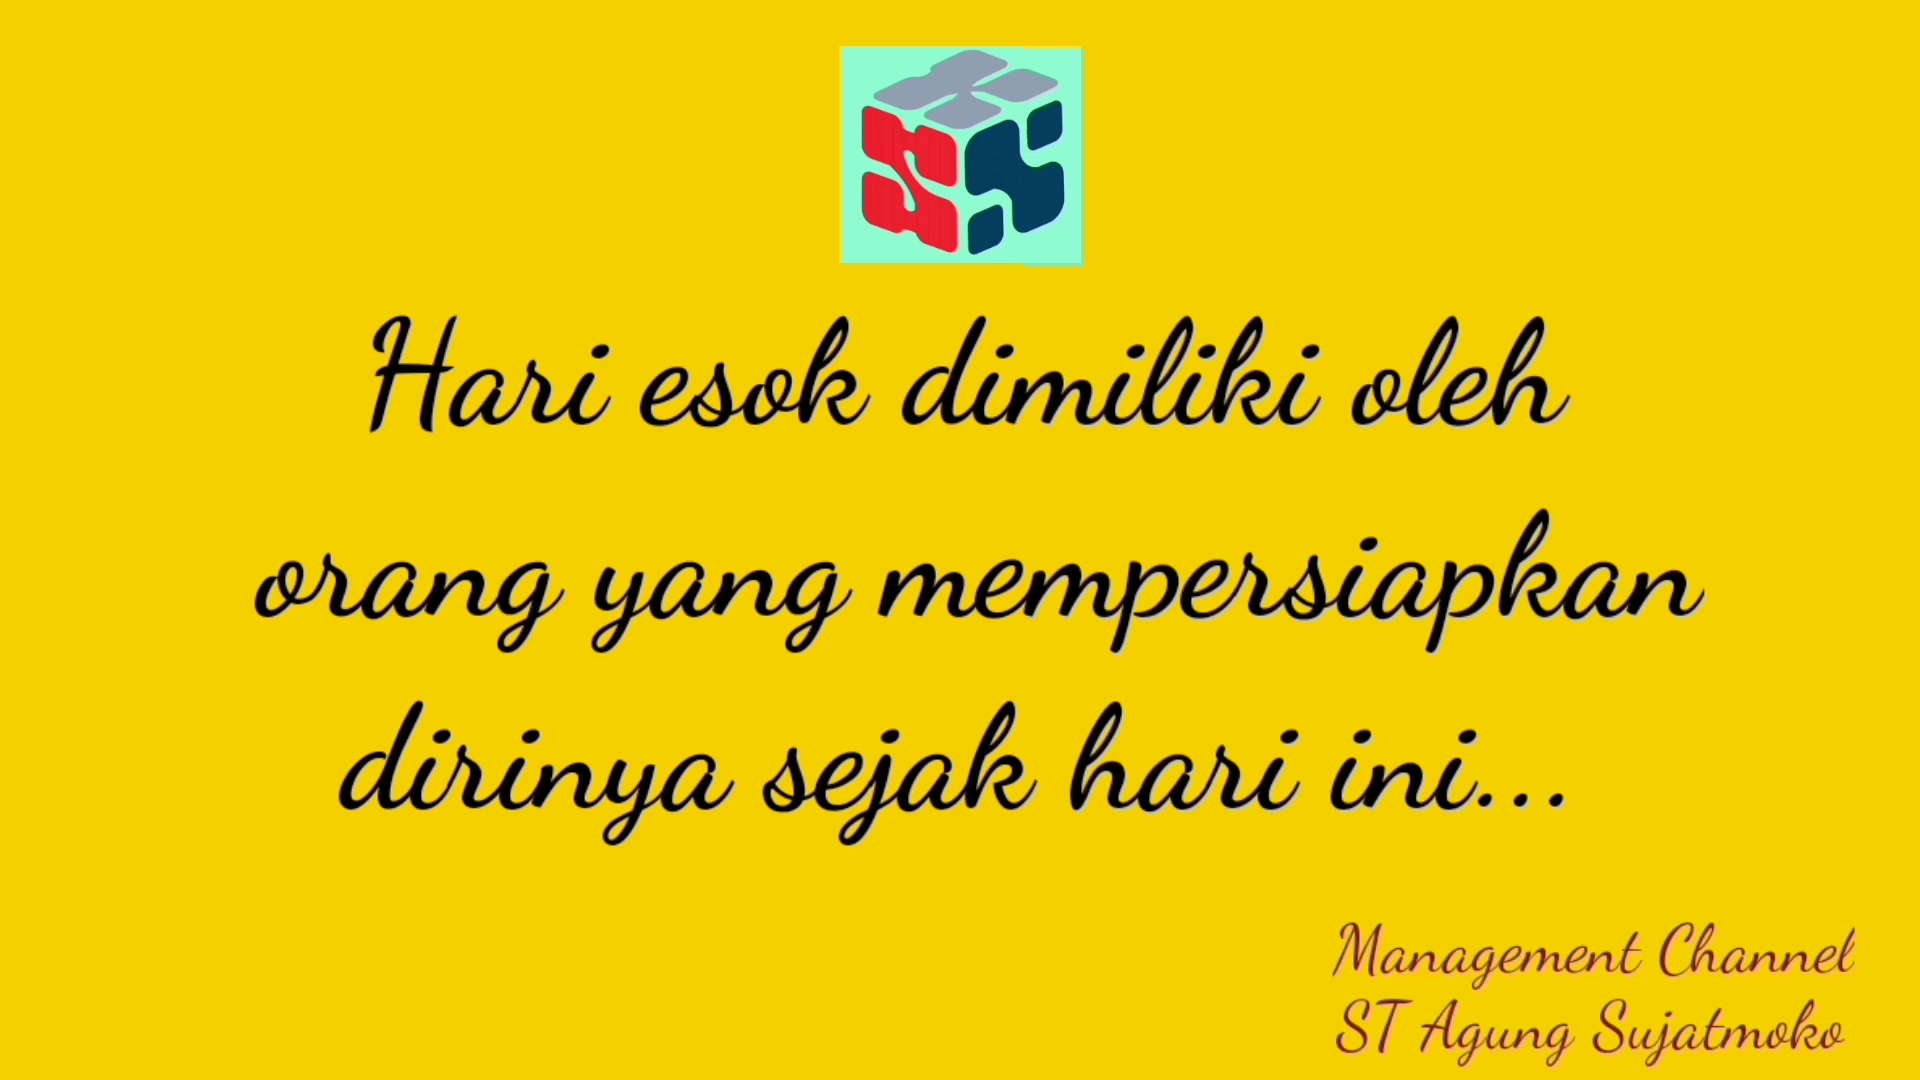 Hari esok dimiliki oleh
orang yang mempersiapkan
dirinya sejak hari ini...
Management Channel
ST Agung Sujatmoko